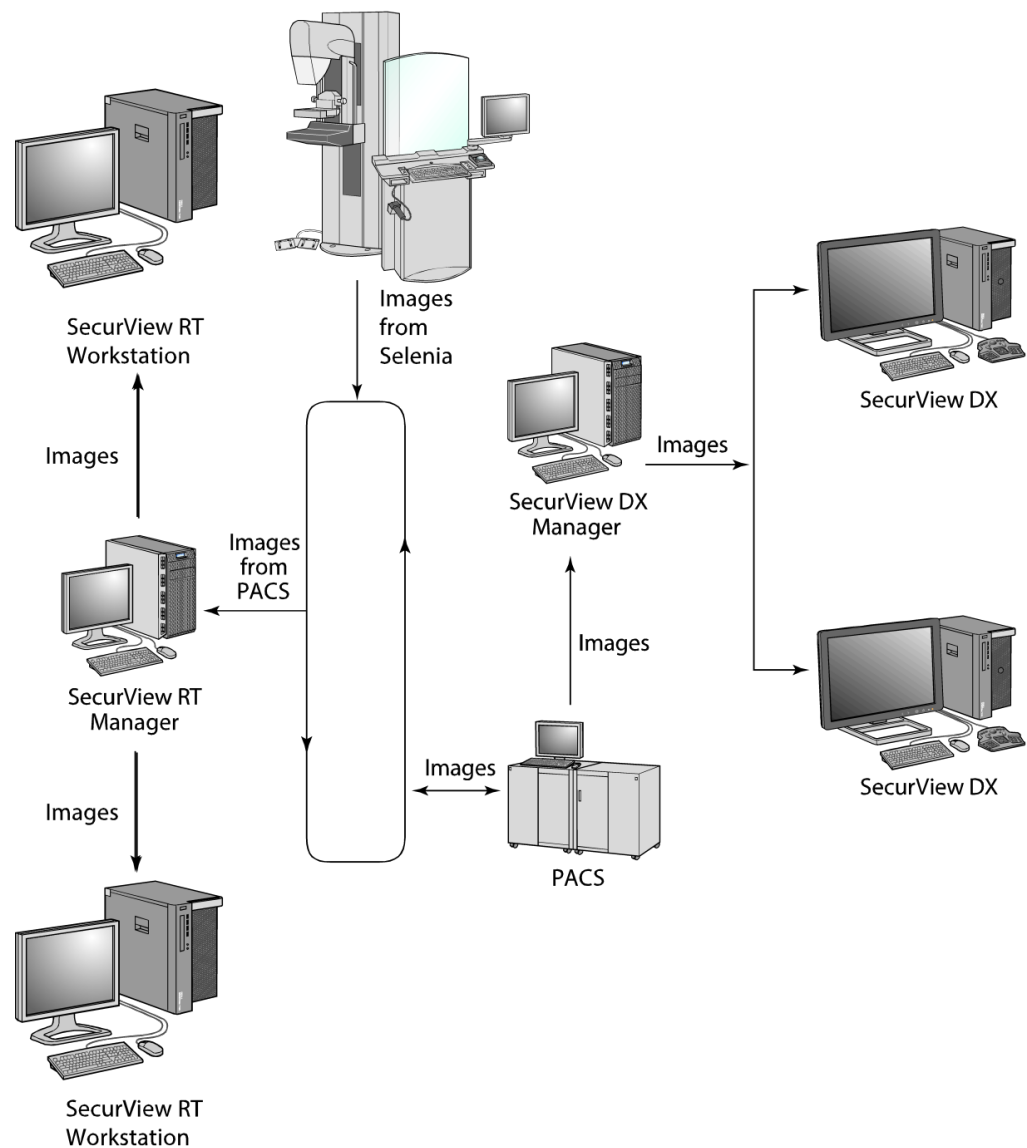 SecurView RT
Workstation
Images
from
Selenia
SecurView DX
Images
SecurView DX
Manager
Images
Images
from
PACS
SecurView RT
Manager
Images
SecurView DX
Images
Images
PACS
SecurView RT
Workstation